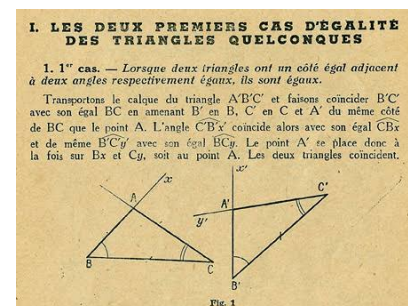 I. LES DEUX PREMIERS CAS D'ÉGALITÉ
DES TRIANGLES QUELCONQUES
1. 1er cas. — Lorsque deux triangles ont un côté égal adjacent
à deux angles respectivement égaux, ils sont égaux.
Transportons le calque du triangle A'B'C' et faisons coïncider B'C'
avec son égal BC en amenant B' en B, C' en C et A' du même côté
de BC que le point A. L'angle C'B'x' coïncide alors avec son égal CBx
et de même B'C'y' avec son égal BCy. Le point A' se place donc à
la fois sur Bx et Cy, soit au point A. Les deux triangles coïncident.
x
x'
A
A'
C'
y'
B
C
B'
Fig. 1